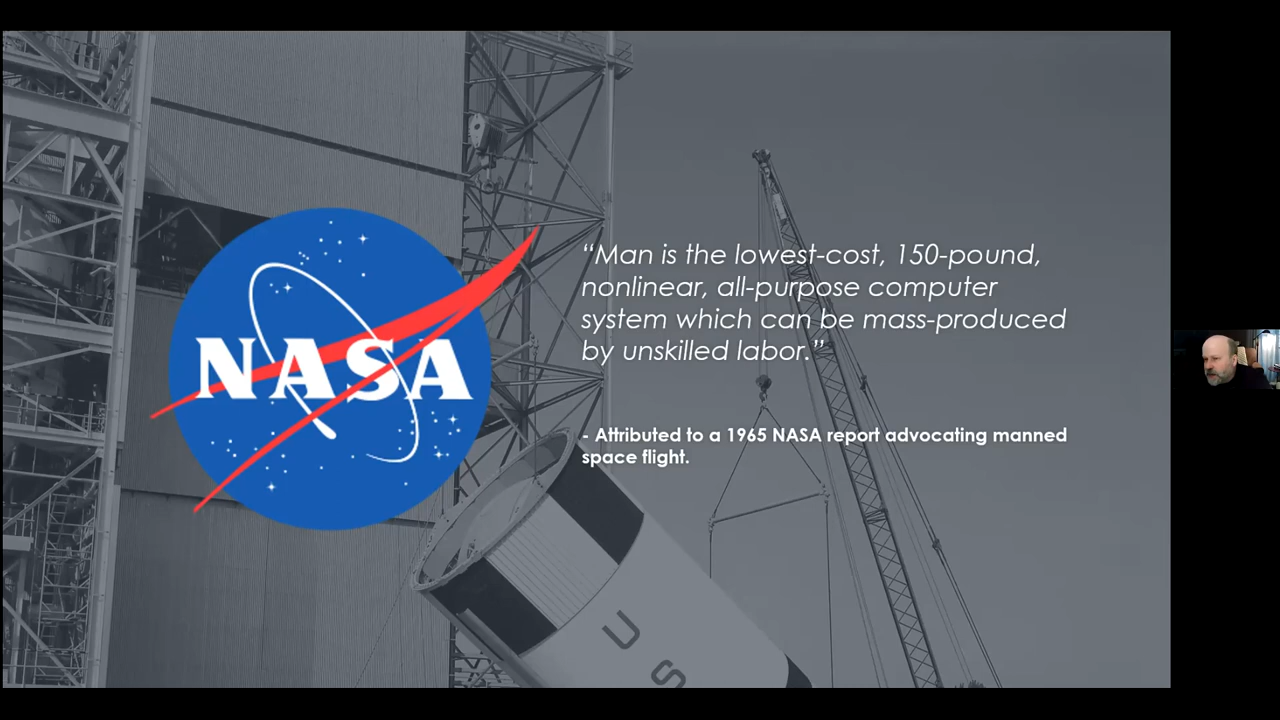 NASA
“Man is the lowest-cost, 150-pound,
nonlinear, all-purpose computer
system which can be mass-produced
by unskilled labor.”
- Attributed to a 1965 NASA report advocating manned
space flight.
U S